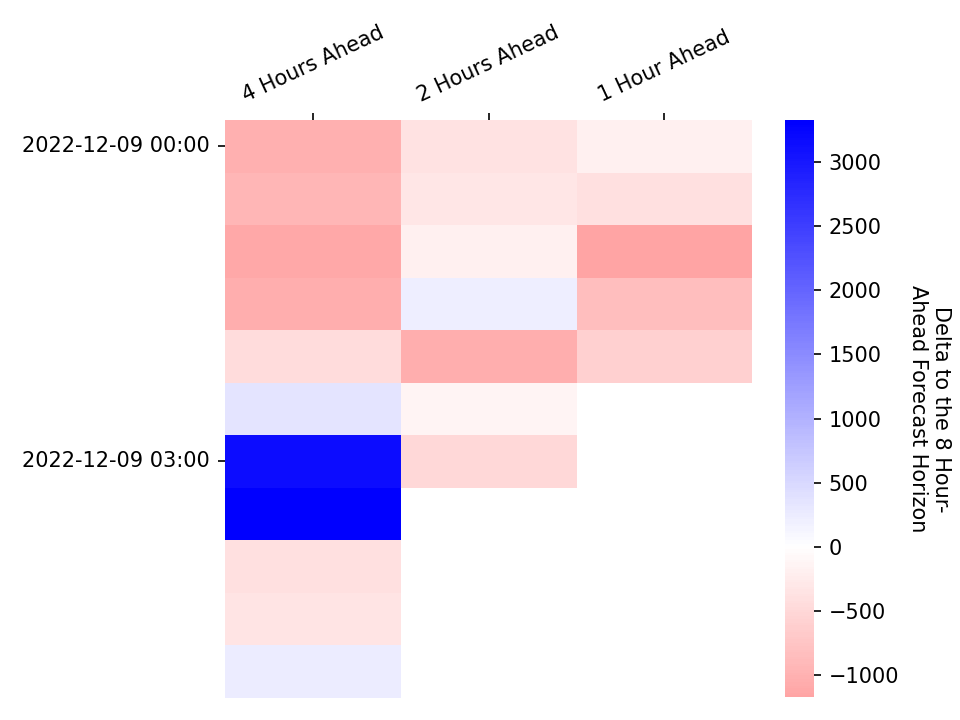 4 Hours Ahead
2 Hours Ahead
1 Hour Ahead
2022-12-09 00:00
2022-12-09 03:00
3000
2500
2000
1500
1000
500
0
−500
−1000
Delta to the 8 Hour-
Ahead Forecast Horizon